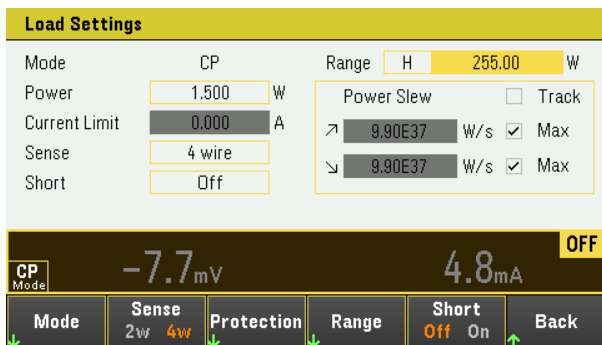 Load Settings
Mode CP Range H 255.00 W
Power 1.500 W Power Slew Track
Current Limit 0.000 A 9.90E37 W/s Max
Sense 4 wire 9.90E37 W/s Max
Short Off
OFF
CP
Mode
-7.7mV 4.8mA
Mode Sense Protection Range Short Back
2w 4w Off On